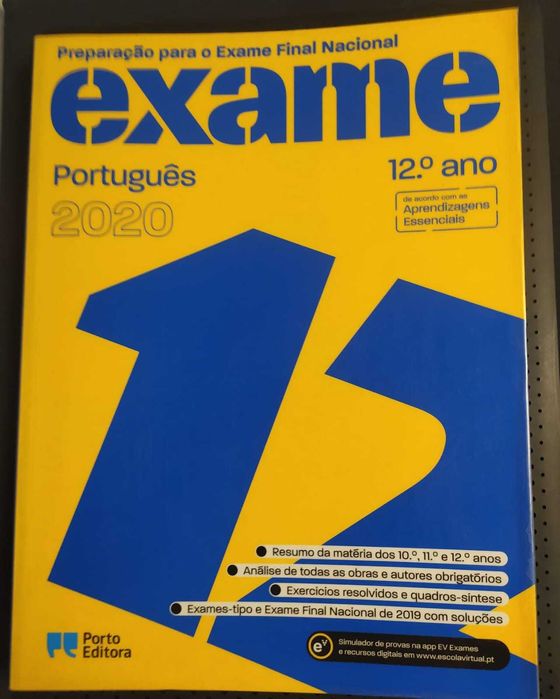 Preparação para o Exame Final Nacional
exame
Português
12.º ano
2020
de acordo com as
Aprendizagens
Essenciais
12
Resumo da matéria dos 10.º, 11.º e 12.º anos
Análise de todas as obras e autores obrigatórios
Exercícios resolvidos e quadros-síntese
Exames-tipo e Exame Final Nacional de 2019 com soluções
Porto
Editora
ev
Simulador de provas na app EV Exames
e recursos digitais em www.escolavirtual.pt